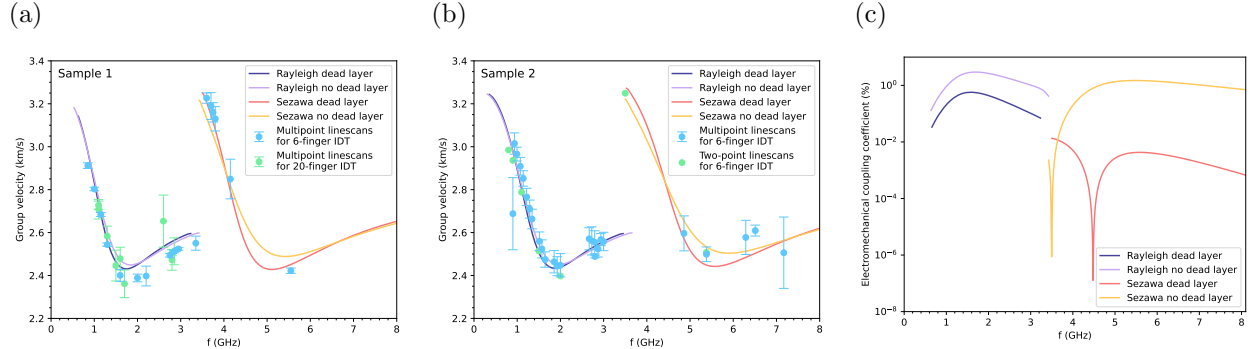 (a)
Sample 1
Rayleigh dead layer
Rayleigh no dead layer
Sezawa dead layer
Sezawa no dead layer
Multipoint linescans
for 6-finger IDT
Multipoint linescans
for 20-finger IDT
Group velocity (km/s)
3.4
3.2
3.0
2.8
2.6
2.4
2.2
0 1 2 3 4 5 6 7 8
f (GHz)
(b)
Sample 2
Rayleigh dead layer
Rayleigh no dead layer
Sezawa dead layer
Sezawa no dead layer
Multipoint linescans
for 6-finger IDT
Two-point linescans
for 6-finger IDT
Group velocity (km/s)
3.4
3.2
3.0
2.8
2.6
2.4
2.2
0 1 2 3 4 5 6 7 8
f (GHz)
(c)
Electromechanical coupling coefficient (%)
10⁰
10⁻²
10⁻⁴
10⁻⁶
10⁻⁸
Rayleigh dead layer
Rayleigh no dead layer
Sezawa dead layer
Sezawa no dead layer
0 1 2 3 4 5 6 7 8
f (GHz)